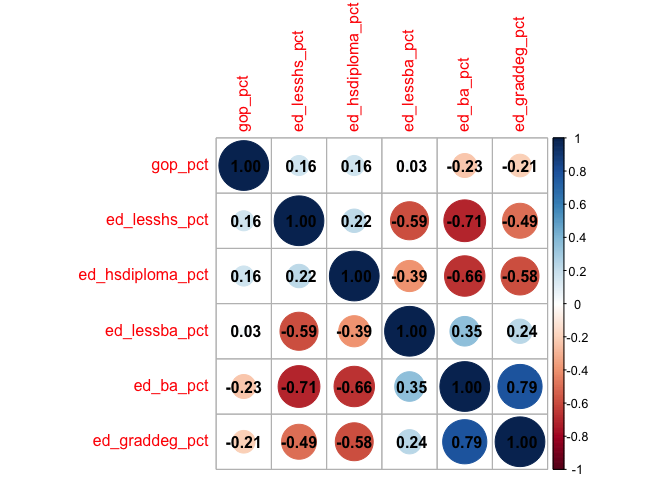 gop_pct ed_lesshs_pct ed_hsdiploma_pct ed_lessba_pct ed_ba_pct ed_graddeg_pct
gop_pct 1.00 0.16 0.16 0.03 -0.23 -0.21
ed_lesshs_pct 0.16 1.00 0.22 -0.59 -0.71 -0.49
ed_hsdiploma_pct 0.16 0.22 1.00 -0.39 -0.66 -0.58
ed_lessba_pct 0.03 -0.59 -0.39 1.00 0.35 0.24
ed_ba_pct -0.23 -0.71 -0.66 0.35 1.00 0.79
ed_graddeg_pct -0.21 -0.49 -0.58 0.24 0.79 1.00
1
0.8
0.6
0.4
0.2
0
-0.2
-0.4
-0.6
-0.8
-1